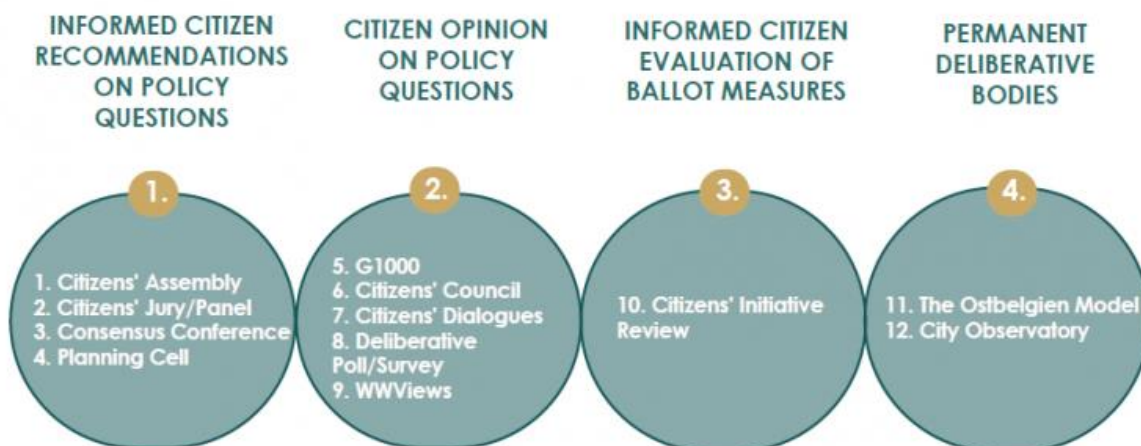 INFORMED CITIZEN
RECOMMENDATIONS
ON POLICY
QUESTIONS
1.
1. Citizens' Assembly
2. Citizens' Jury/Panel
3. Consensus Conference
4. Planning Cell
CITIZEN OPINION
ON POLICY
QUESTIONS
2.
5. G1000
6. Citizens' Council
7. Citizens' Dialogues
8. Deliberative
Poll/Survey
9. WWViews
INFORMED CITIZEN
EVALUATION OF
BALLOT MEASURES
3.
10. Citizens' Initiative
Review
PERMANENT
DELIBERATIVE
BODIES
4.
11. The Ostbelgien Model
12. City Observatory